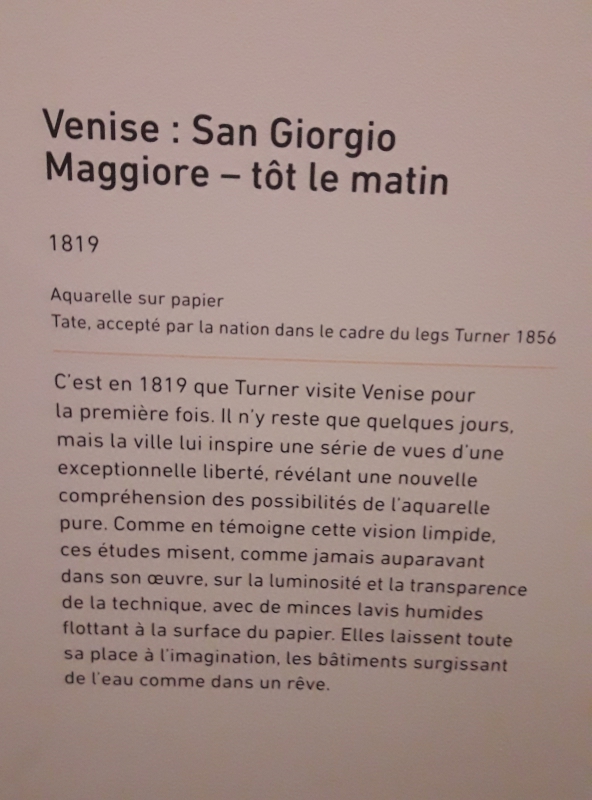 Venise : San Giorgio
Maggiore – tôt le matin
1819
Aquarelle sur papier
Tate, accepté par la nation dans le cadre du legs Turner 1856
C'est en 1819 que Turner visite Venise pour
la première fois. Il n'y reste que quelques jours,
mais la ville lui inspire une série de vues d'une
exceptionnelle liberté, révélant une nouvelle
compréhension des possibilités de l'aquarelle
pure. Comme en témoigne cette vision limpide,
ces études misent, comme jamais auparavant
dans son œuvre, sur la luminosité et la transparence
de la technique, avec de minces lavis humides
flottant à la surface du papier. Elles laissent toute
sa place à l'imagination, les bâtiments surgissant
de l'eau comme dans un rêve.